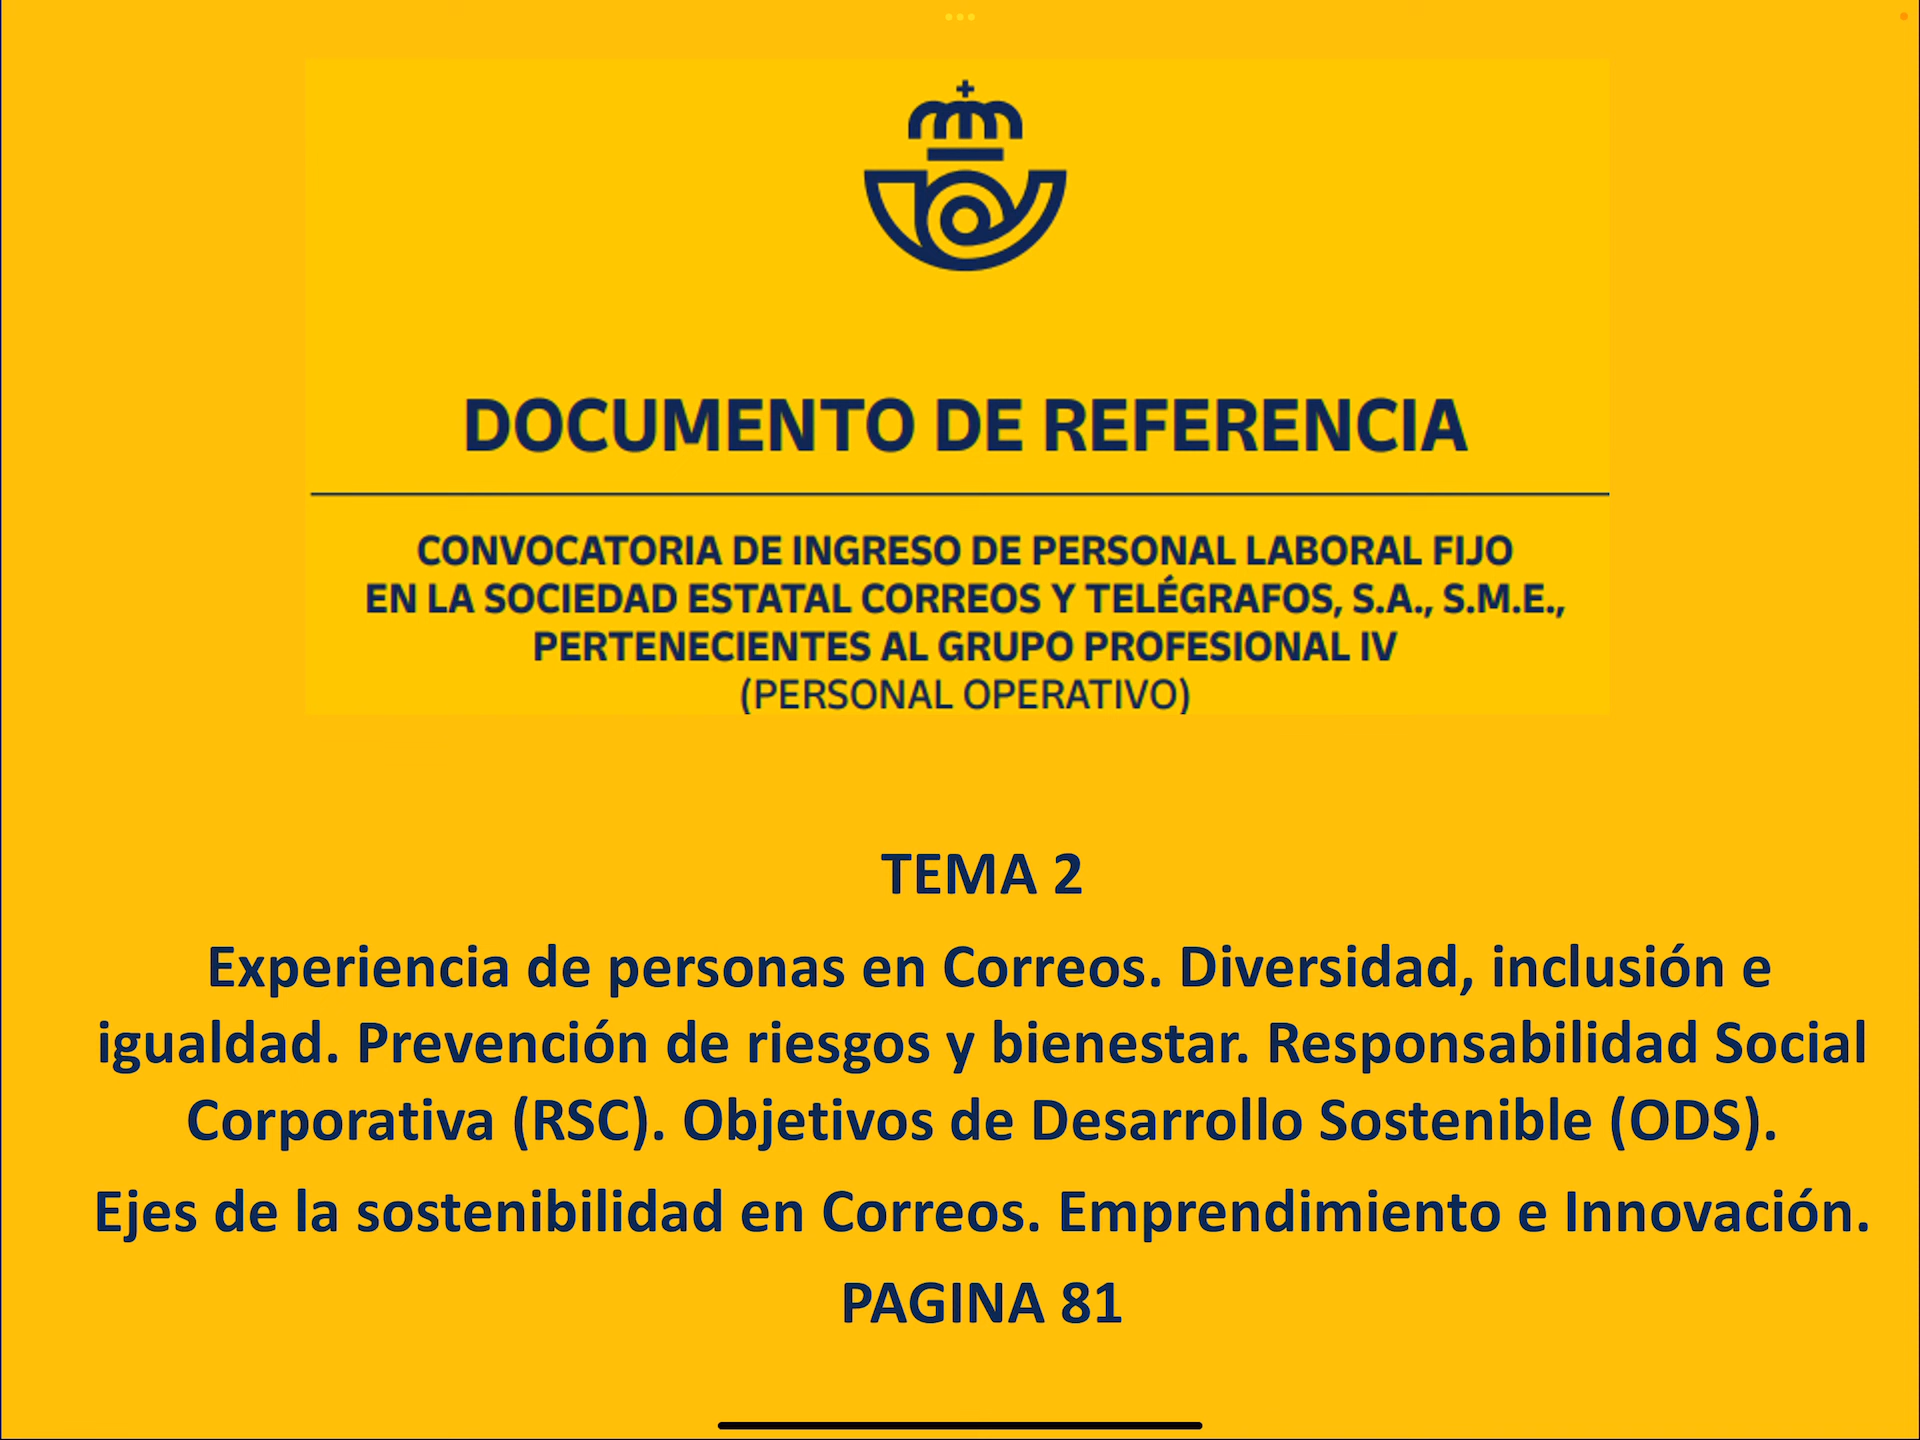 DOCUMENTO DE REFERENCIA
CONVOCATORIA DE INGRESO DE PERSONAL LABORAL FIJO
EN LA SOCIEDAD ESTATAL CORREOS Y TELÉGRAFOS, S.A., S.M.E.,
PERTENECIENTES AL GRUPO PROFESIONAL IV
(PERSONAL OPERATIVO)
TEMA 2
Experiencia de personas en Correos. Diversidad, inclusión e
igualdad. Prevención de riesgos y bienestar. Responsabilidad Social
Corporativa (RSC). Objetivos de Desarrollo Sostenible (ODS).
Ejes de la sostenibilidad en Correos. Emprendimiento e Innovación.
PAGINA 81